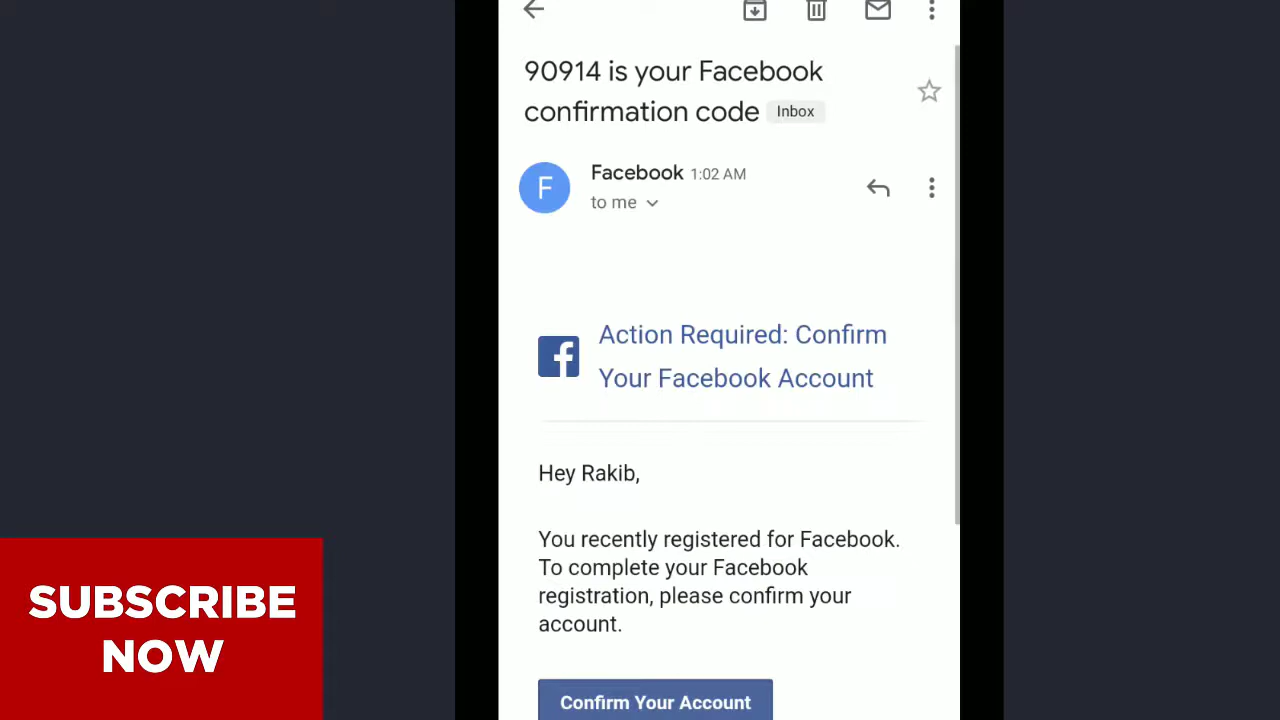 90914 is your Facebook
confirmation code Inbox
F
Facebook 1:02 AM
to me
f
Action Required: Confirm
Your Facebook Account
Hey Rakib,
You recently registered for Facebook.
To complete your Facebook
registration, please confirm your
account.
Confirm Your Account
SUBSCRIBE
NOW